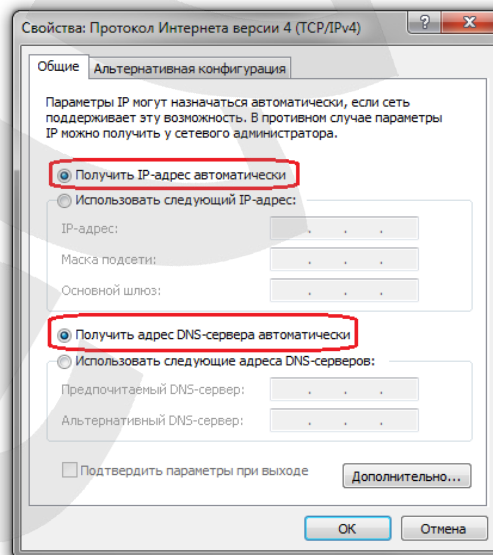 Свойства: Протокол Интернета версии 4 (TCP/IPv4)
Общие
Альтернативная конфигурация
Параметры IP могут назначаться автоматически, если сеть
поддерживает эту возможность. В противном случае параметры
IP можно получить у сетевого администратора.
Получить IP-адрес автоматически
Использовать следующий IP-адрес:
IP-адрес:
Маска подсети:
Основной шлюз:
Получить адрес DNS-сервера автоматически
Использовать следующие адреса DNS-серверов:
Предпочитаемый DNS-сервер:
Альтернативный DNS-сервер:
Подтвердить параметры при выходе
Дополнительно...
ОК
Отмена